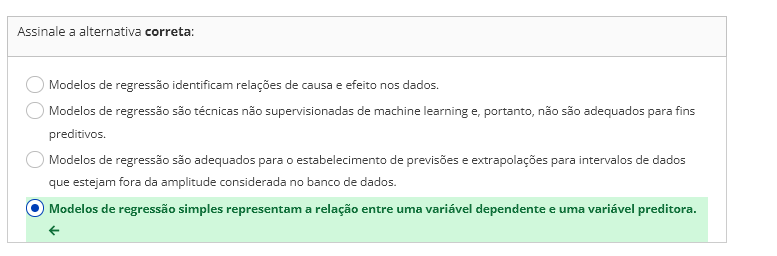 Assinale a alternativa correta:
Modelos de regressão identificam relações de causa e efeito nos dados.
Modelos de regressão são técnicas não supervisionadas de machine learning e, portanto, não são adequados para fins
preditivos.
Modelos de regressão são adequados para o estabelecimento de previsões e extrapolações para intervalos de dados
que estejam fora da amplitude considerada no banco de dados.
Modelos de regressão simples representam a relação entre uma variável dependente e uma variável preditora.